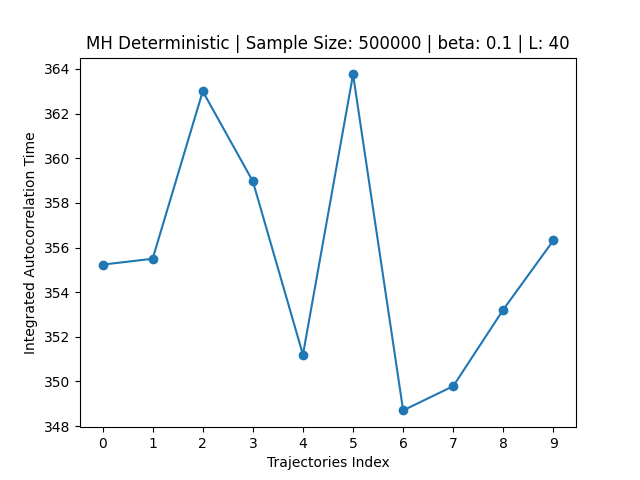 MH Deterministic | Sample Size: 500000 | beta: 0.1 | L: 40
364
362
360
358
356
354
352
350
348
Integrated Autocorrelation Time
0 1 2 3 4 5 6 7 8 9
Trajectories Index